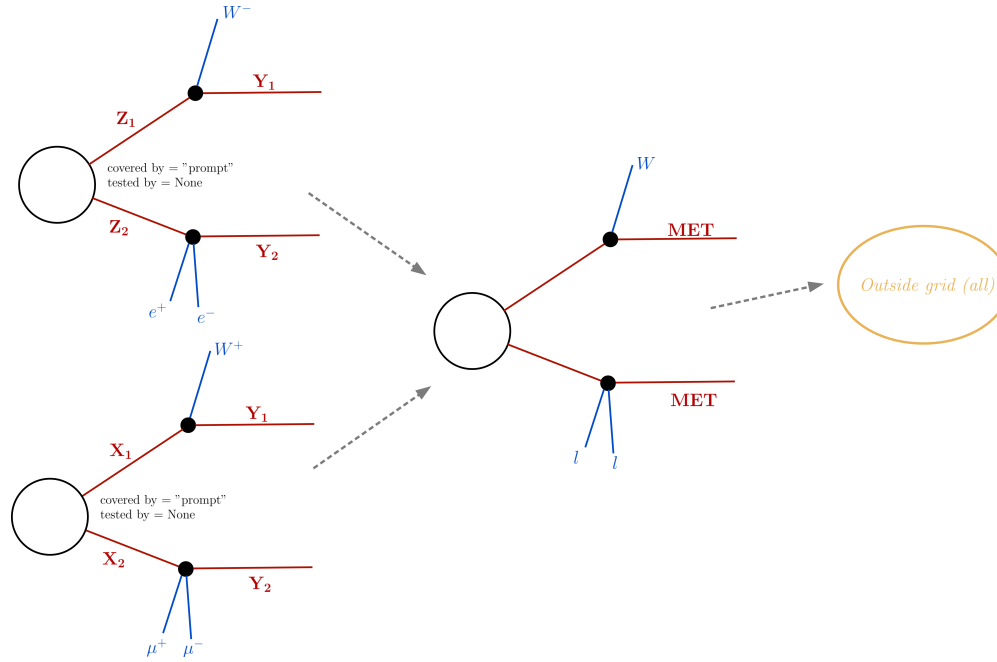 W−
Y1
Z1
covered by = "prompt"
tested by = None
Z2
Y2
e+
e−
W+
Y1
X1
covered by = "prompt"
tested by = None
X2
Y2
μ+
μ−
W
MET
MET
l
l
Outside grid (all)